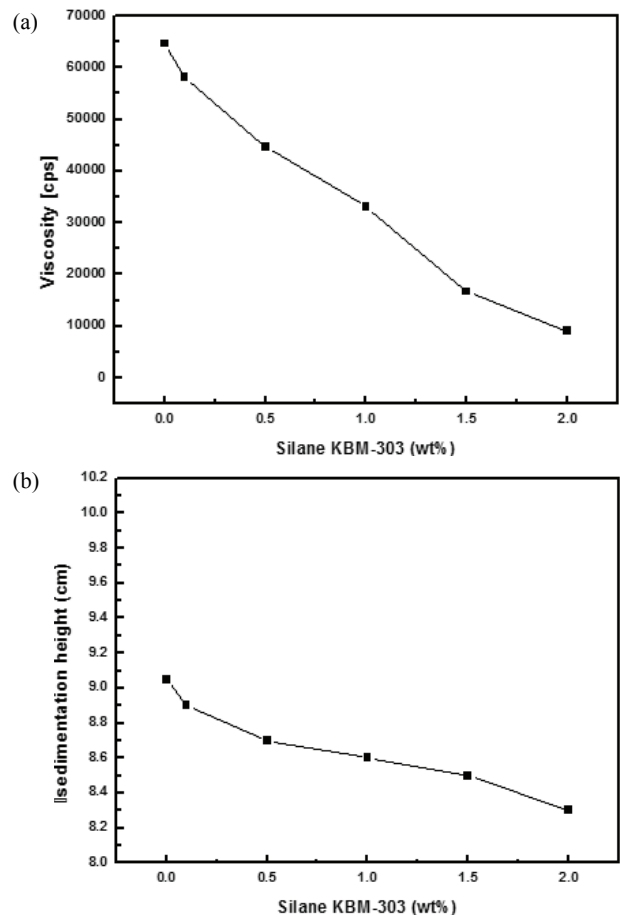 (a)
70000
60000
50000
40000
30000
20000
10000
0
Viscosity [cps]
0.0 0.5 1.0 1.5 2.0
Silane KBM-303 (wt%)
(b)
10.2
10.0
9.8
9.6
9.4
9.2
9.0
8.8
8.6
8.4
8.2
8.0
sedimentation height (cm)
0.0 0.5 1.0 1.5 2.0
Silane KBM-303 (wt%)